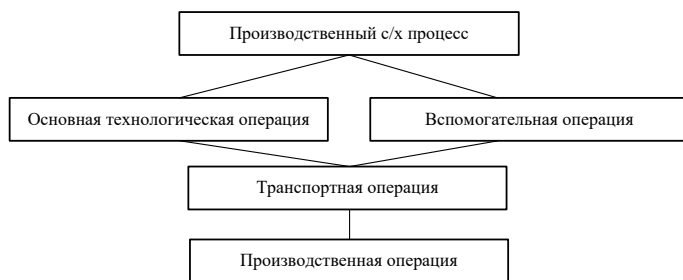 Производственный с/х процесс
Основная технологическая операция
Вспомогательная операция
Транспортная операция
Производственная операция